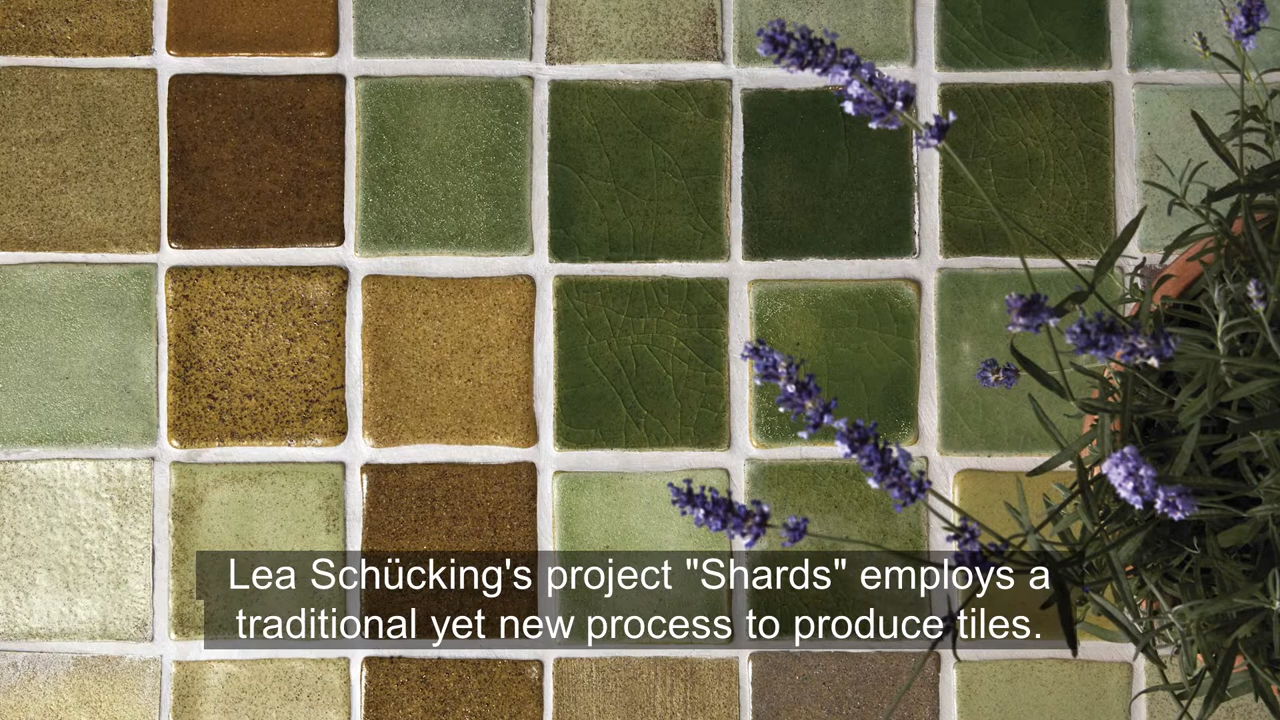 Lea Schücking's project "Shards" employs a
traditional yet new process to produce tiles.